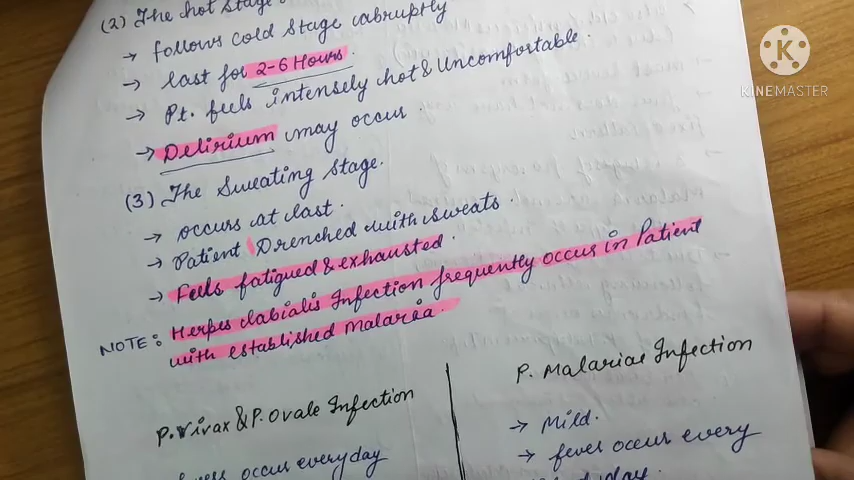 (2) The hot stage
→ follows cold stage abruptly
→ last for 2-6 Hours.
→ Pt. feels intensely hot & Uncomfortable.
→ Delirium may occur.
(3) The Sweating Stage.
→ occurs at last.
→ Patient Drenched with sweats.
→ Feels fatigued & exhausted.
NOTE: Herpes labialis Infection frequently occur in Patient
with established Malaria.
P. Vivax & P. Ovale Infection
occur everyday
P. Malariae Infection
→ Mild.
→ fever occur every
day.
K
KINEMASTER